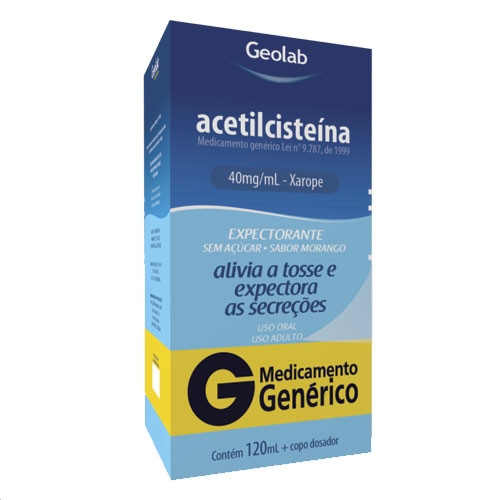 Geolab
acetilcisteína
Medicamento genérico Lei nº 9.787, de 1999
40mg/mL - Xarope
EXPECTORANTE
SEM AÇÚCAR • SABOR MORANGO
alivia a tosse e
expectora
as secreções
USO ORAL
USO ADULTO
G Medicamento
Genérico
Contém 120mL + copo dosador
Geolab